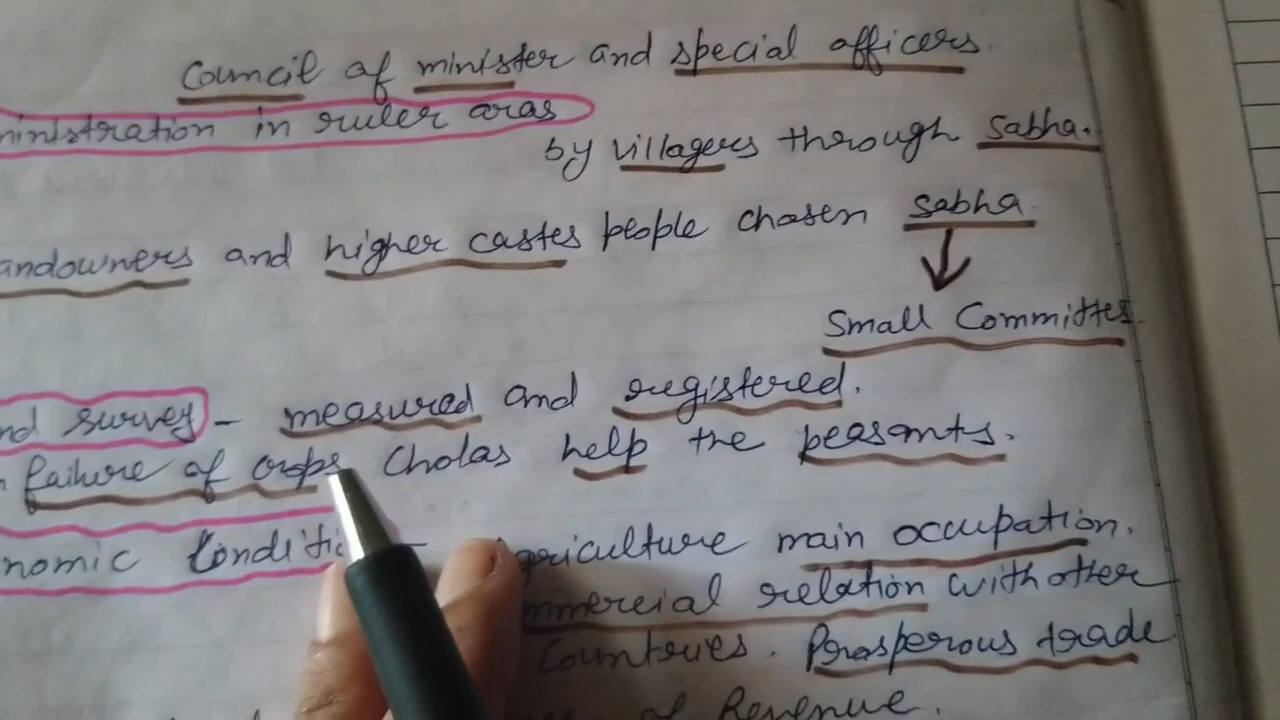 Council of minister and special officers.
ministration in ruler aras
by villagers through sabha.
andowners and higher castes people chosen sabha.
Small Committes.
nd survey - measured and registered.
failure of crops Cholas help the peasants.
nomic Conditi - griculture main occupation.
mmercial relation with other
Countries. Prosperous trade
of Revenue.